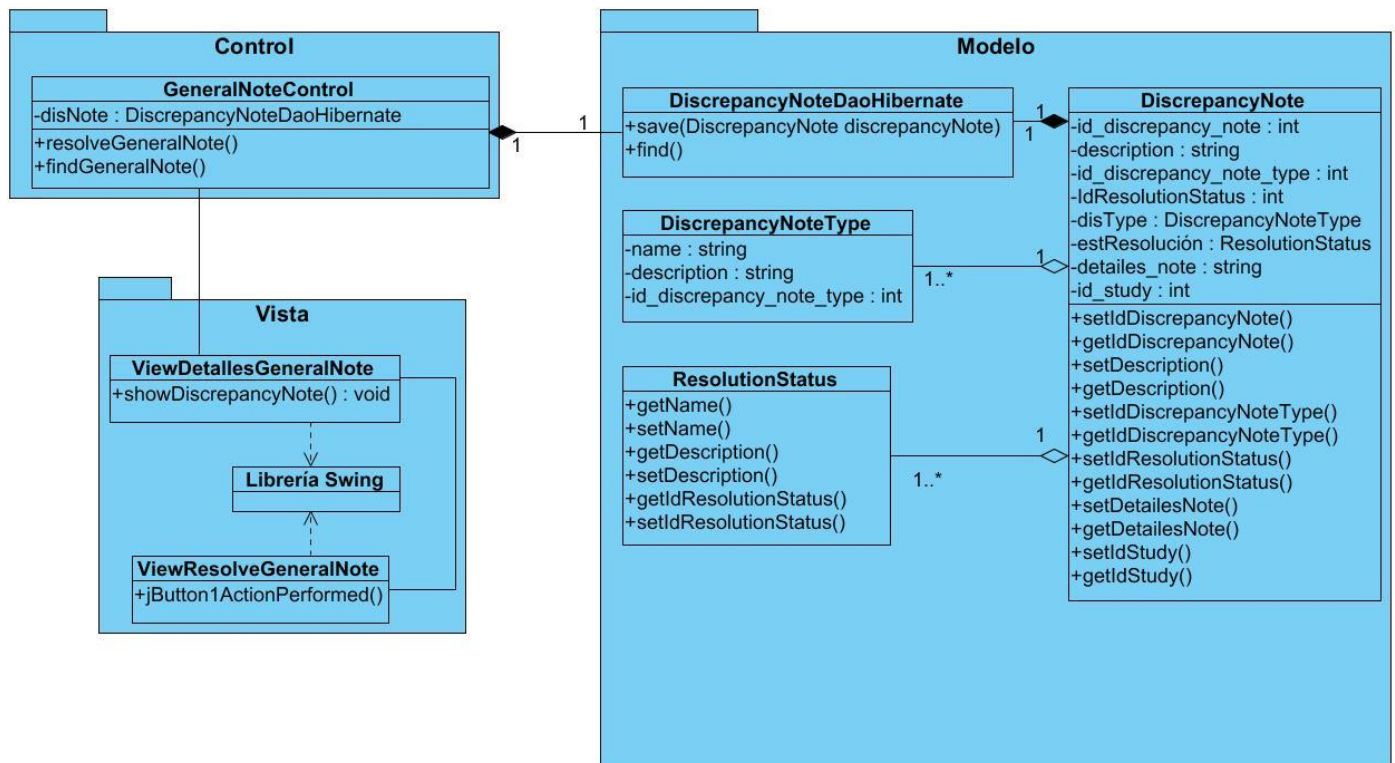 Control
GeneralNoteControl
-disNote : DiscrepancyNoteDaoHibernate
+resolveGeneralNote()
+findGeneralNote()
1
1
Vista
ViewDetallesGeneralNote
+showDiscrepancyNote() : void
Librería Swing
ViewResolveGeneralNote
+jButton1ActionPerformed()
Modelo
DiscrepancyNoteDaoHibernate
+save(DiscrepancyNote discrepancyNote)
+find()
1
1
DiscrepancyNoteType
-name : string
-description : string
-id_discrepancy_note_type : int
1..*
1
ResolutionStatus
+getName()
+setName()
+getDescription()
+setDescription()
+getIdResolutionStatus()
+setIdResolutionStatus()
1..*
1
DiscrepancyNote
-id_discrepancy_note : int
-description : string
-id_discrepancy_note_type : int
-IdResolutionStatus : int
-disType : DiscrepancyNoteType
-estResolución : ResolutionStatus
-detailes_note : string
-id_study : int
+setIdDiscrepancyNote()
+getIdDiscrepancyNote()
+setDescription()
+getDescription()
+setIdDiscrepancyNoteType()
+getIdDiscrepancyNoteType()
+setIdResolutionStatus()
+getIdResolutionStatus()
+setDetailesNote()
+getDetailesNote()
+setIdStudy()
+getIdStudy()